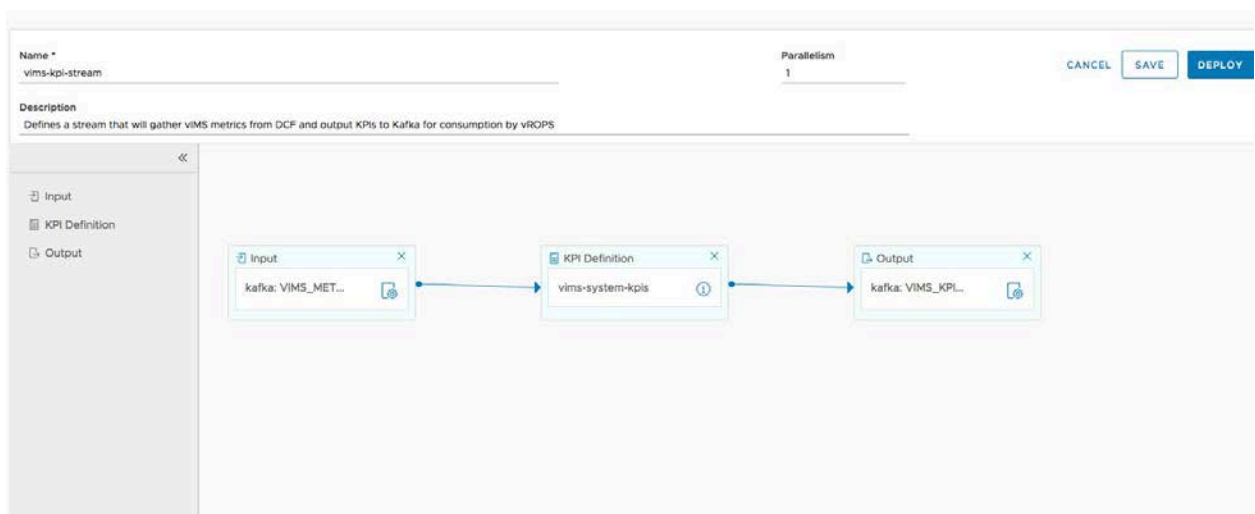 Name *
vims-kpi-stream
Parallelism
1
CANCEL
SAVE
DEPLOY
Description
Defines a stream that will gather vIMS metrics from DCF and output KPIs to Kafka for consumption by vROPS
Input
KPI Definition
Output
Input
kafka: VIMS_MET...
KPI Definition
vims-system-kpis
Output
kafka: VIMS_KPI...